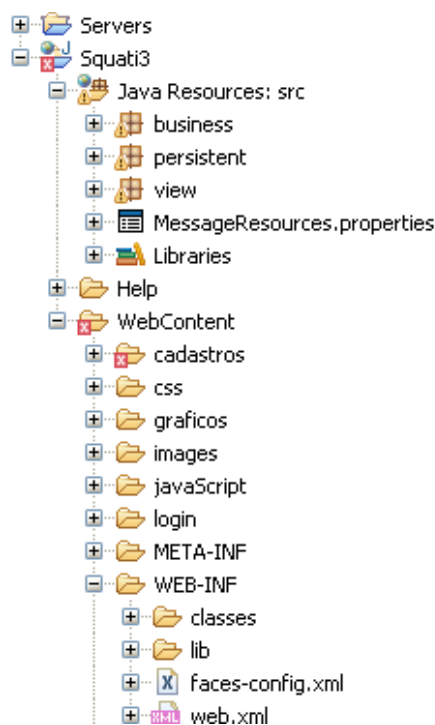 Servers
Squati3
Java Resources: src
business
persistent
view
MessageResources.properties
Libraries
Help
WebContent
cadastros
css
graficos
images
javaScript
login
META-INF
WEB-INF
classes
lib
faces-config.xml
web.xml